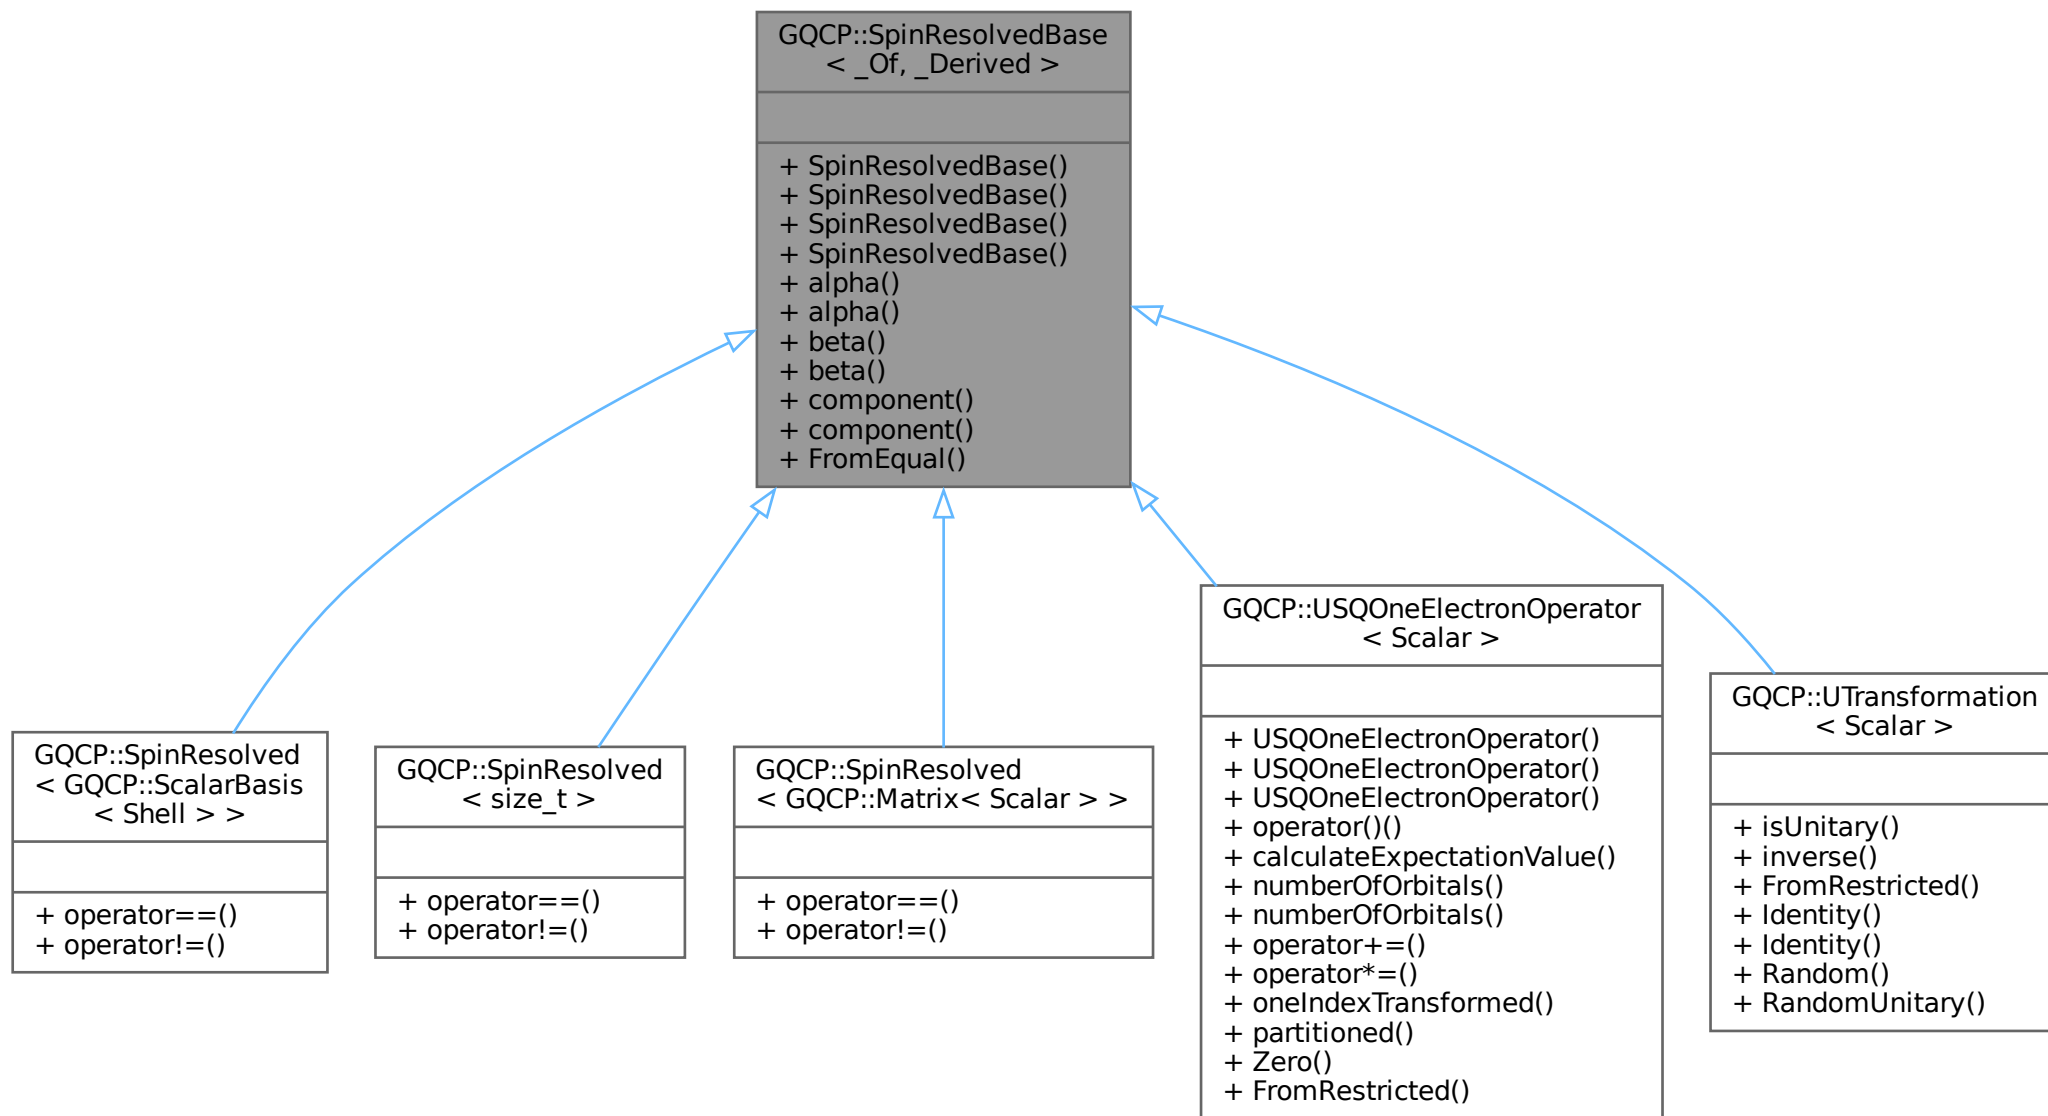 GQCP::SpinResolvedBase
< _Of, _Derived >
+ SpinResolvedBase()
+ SpinResolvedBase()
+ SpinResolvedBase()
+ SpinResolvedBase()
+ alpha()
+ alpha()
+ beta()
+ beta()
+ component()
+ component()
+ FromEqual()
GQCP::SpinResolved
< GQCP::ScalarBasis
< Shell > >
+ operator==()
+ operator!=()
GQCP::SpinResolved
< size_t >
+ operator==()
+ operator!=()
GQCP::SpinResolved
< GQCP::Matrix< Scalar > >
+ operator==()
+ operator!=()
GQCP::USQOneElectronOperator
< Scalar >
+ USQOneElectronOperator()
+ USQOneElectronOperator()
+ USQOneElectronOperator()
+ operator()()
+ calculateExpectationValue()
+ numberOfOrbitals()
+ numberOfOrbitals()
+ operator+=()
+ operator*=()
+ oneIndexTransformed()
+ partitioned()
+ Zero()
+ FromRestricted()
GQCP::UTransformation
< Scalar >
+ isUnitary()
+ inverse()
+ FromRestricted()
+ Identity()
+ Identity()
+ Random()
+ RandomUnitary()